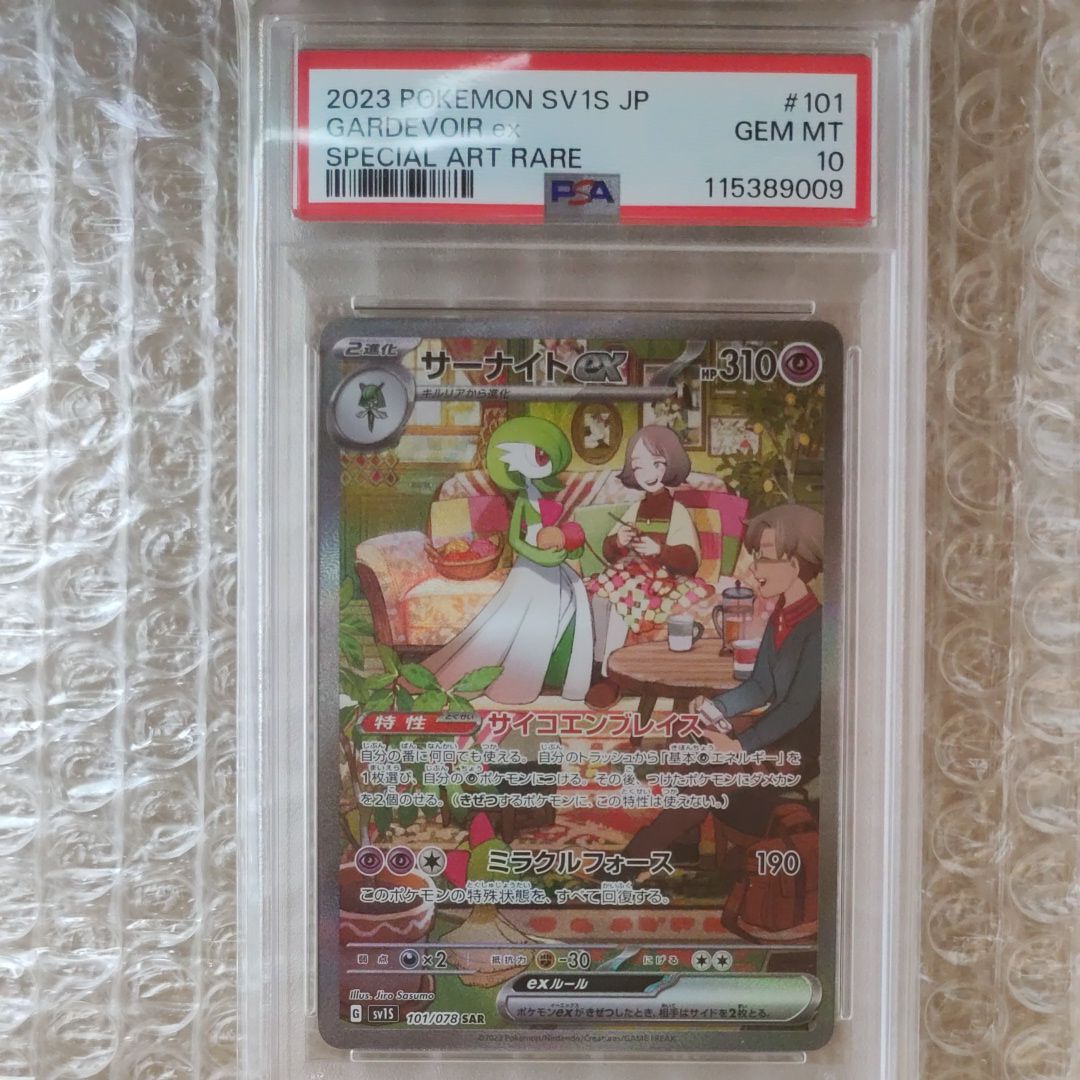 2023 POKEMON SV1S JP #101
GARDEVOIR ex GEM MT
SPECIAL ART RARE 10
PSA 115389009
2進化 サーナイトex HP310
キルリアから進化
特性 とくせい サイコエンブレイス
自分の番に何回でも使える。自分のトラッシュから「基本エネルギー」を
1枚選び、自分のポケモンにつける。その後、つけたポケモンにダメカン
を2個のせる。(きぜつするポケモンに、この特性は使えない。)
ミラクルフォース 190
このポケモンの特殊状態を、すべて回復する。
弱点 ×2 抵抗力 -30 にげる
exルール
ポケモンexがきぜつしたとき、相手はサイドを2枚とる。
Illus. Jiro Sasumo
G sv1S 101/078 SAR
©2023 Pokémon/Nintendo/Creatures/GAME FREAK